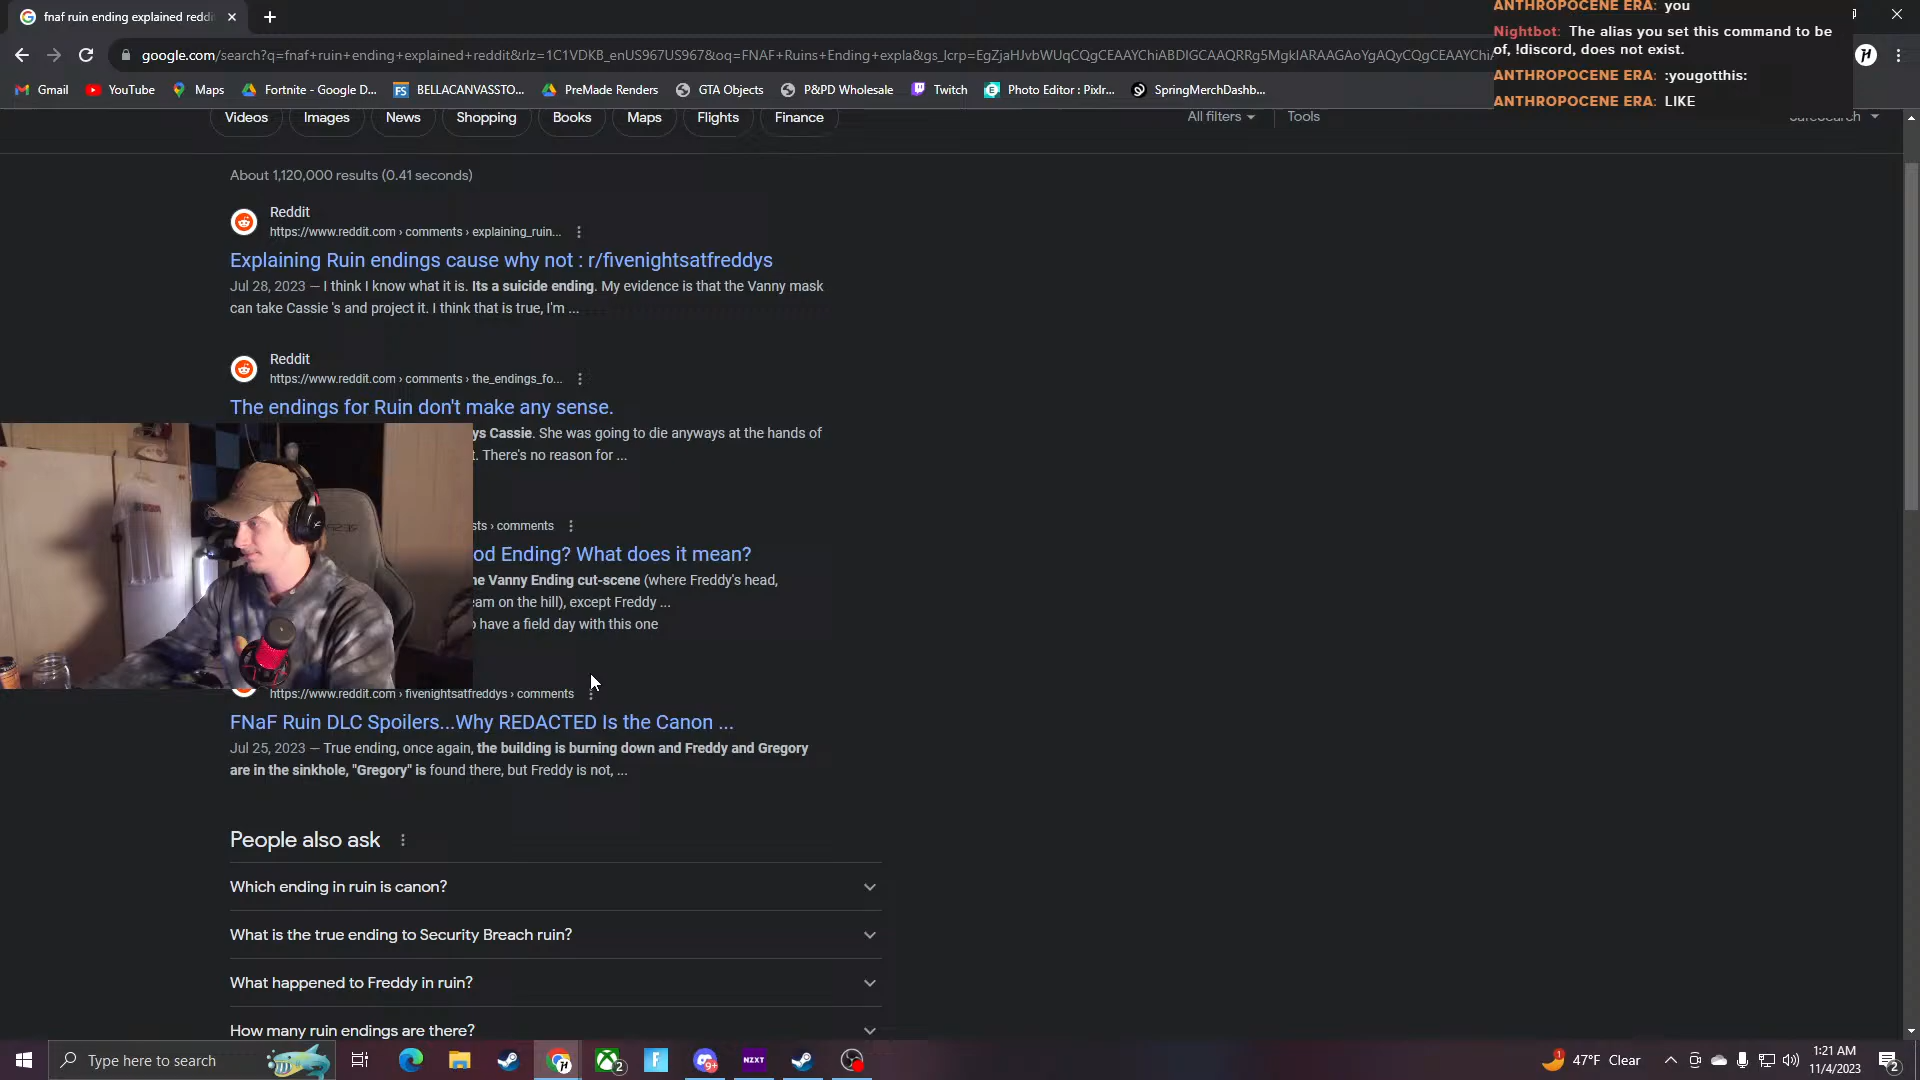 fnaf ruin ending explained reddi
ANTHROPOCENE ERA: you
Nightbot: The alias you set this command to be
of, !discord, does not exist.
ANTHROPOCENE ERA: :yougotthis:
ANTHROPOCENE ERA: LIKE
google.com/search?q=fnaf+ruin+ending+explained+reddit&rlz=1C1VDKB_enUS967US967&oq=FNAF+Ruins+Ending+expla&gs_lcrp=EgZjaHJvbWUqCQgCEAAYChiABDIGCAAQRRg5MgkIARAAGAoYgAQyCQgCEAAYChiA
Gmail
YouTube
Maps
Fortnite - Google D...
BELLACANVASSTO...
PreMade Renders
GTA Objects
P&PD Wholesale
Twitch
Photo Editor : Pixlr...
SpringMerchDashb...
Videos
Images
News
Shopping
Books
Maps
Flights
Finance
All filters
Tools
SafeSearch
About 1,120,000 results (0.41 seconds)
Reddit
https://www.reddit.com › comments › explaining_ruin...
Explaining Ruin endings cause why not : r/fivenightsatfreddys
Jul 28, 2023 — I think I know what it is. Its a suicide ending. My evidence is that the Vanny mask
can take Cassie 's and project it. I think that is true, I'm ...
Reddit
https://www.reddit.com › comments › the_endings_fo...
The endings for Ruin don't make any sense.
ys Cassie. She was going to die anyways at the hands of
t. There's no reason for ...
sts › comments
od Ending? What does it mean?
ne Vanny Ending cut-scene (where Freddy's head,
eam on the hill), except Freddy ...
o have a field day with this one
https://www.reddit.com › fivenightsatfreddys › comments
FNaF Ruin DLC Spoilers...Why REDACTED Is the Canon ...
Jul 25, 2023 — True ending, once again, the building is burning down and Freddy and Gregory
are in the sinkhole, "Gregory" is found there, but Freddy is not, ...
People also ask
Which ending in ruin is canon?
What is the true ending to Security Breach ruin?
What happened to Freddy in ruin?
How many ruin endings are there?
Type here to search
2
F
9+
NZXT
1
47°F Clear
1:21 AM
11/4/2023
2